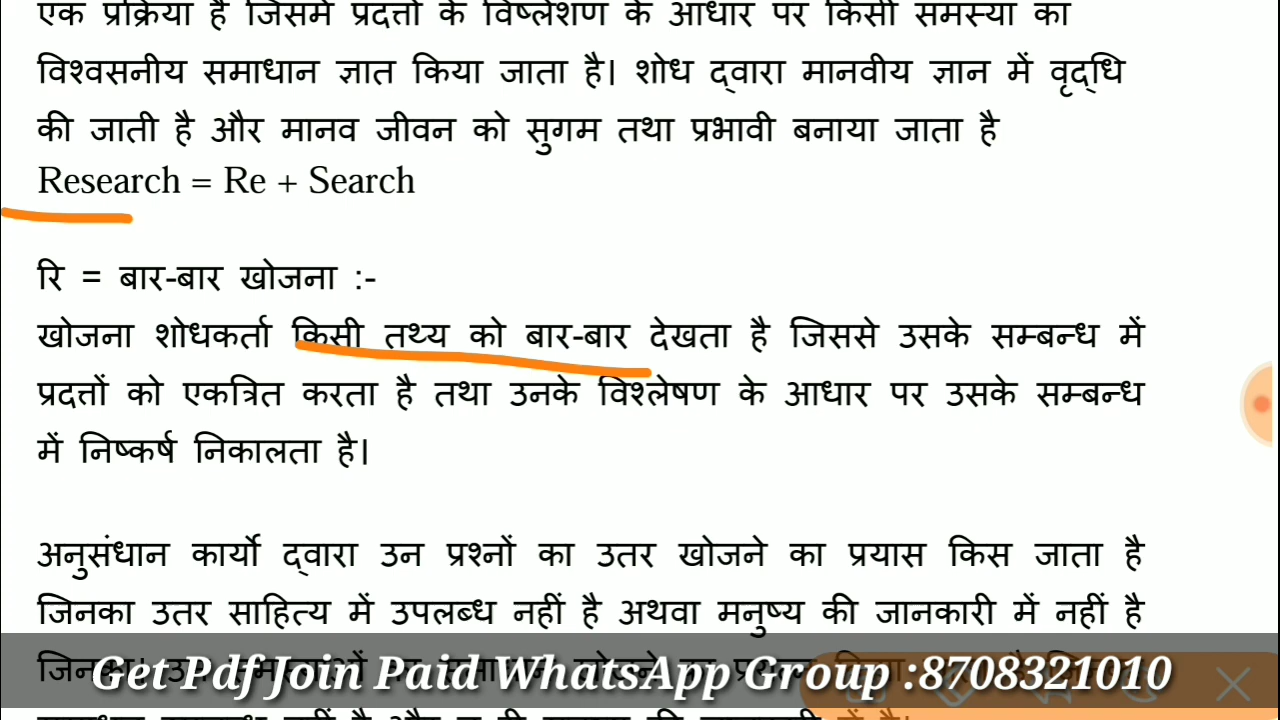 एक प्रक्रिया है जिसमें प्रदत्तों के विष्लेशण के आधार पर किसी समस्या का
विश्वसनीय समाधान ज्ञात किया जाता है। शोध द्वारा मानवीय ज्ञान में वृद्धि
की जाती है और मानव जीवन को सुगम तथा प्रभावी बनाया जाता है
Research = Re + Search
रि = बार-बार खोजना :-
खोजना शोधकर्ता किसी तथ्य को बार-बार देखता है जिससे उसके सम्बन्ध में
प्रदत्तों को एकत्रित करता है तथा उनके विश्लेषण के आधार पर उसके सम्बन्ध
में निष्कर्ष निकालता है।
अनुसंधान कार्यो द्वारा उन प्रश्नों का उतर खोजने का प्रयास किस जाता है
जिनका उतर साहित्य में उपलब्ध नहीं है अथवा मनुष्य की जानकारी में नहीं है
Get Pdf Join Paid WhatsApp Group :8708321010